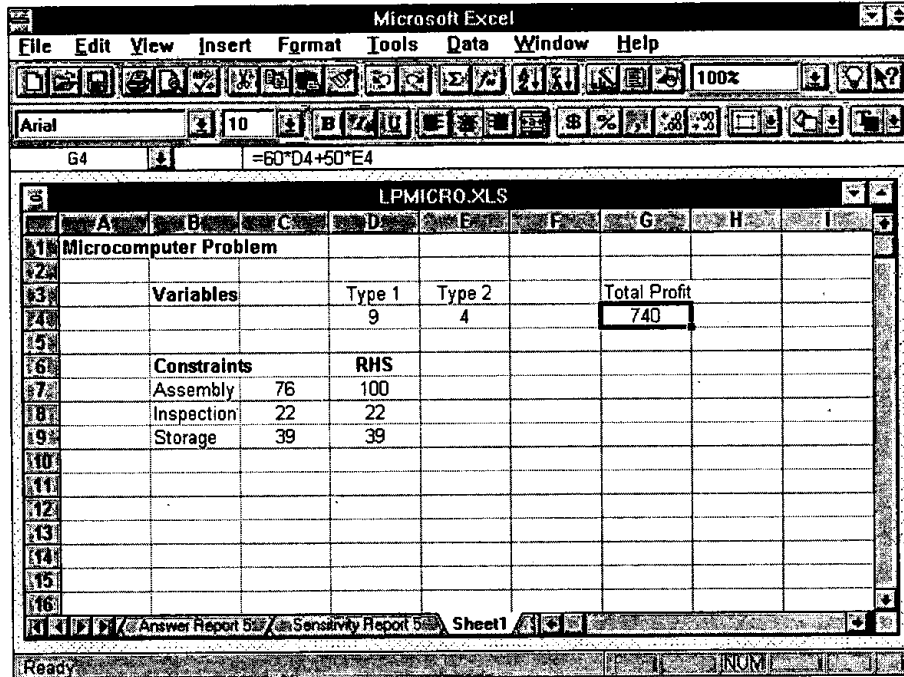 Microsoft Excel
File Edit View Insert Format Tools Data Window Help
100%
Arial 10 B I U $ % ,
G4 =60*D4+50*E4
LPMICRO.XLS
A B C D E F G H I
1 Microcomputer Problem
2
3 Variables Type 1 Type 2 Total Profit
4 9 4 740
5
6 Constraints RHS
7 Assembly 76 100
8 Inspection 22 22
9 Storage 39 39
10
11
12
13
14
15
16
Answer Report 5 Sensitivity Report 5 Sheet1
Ready NUM